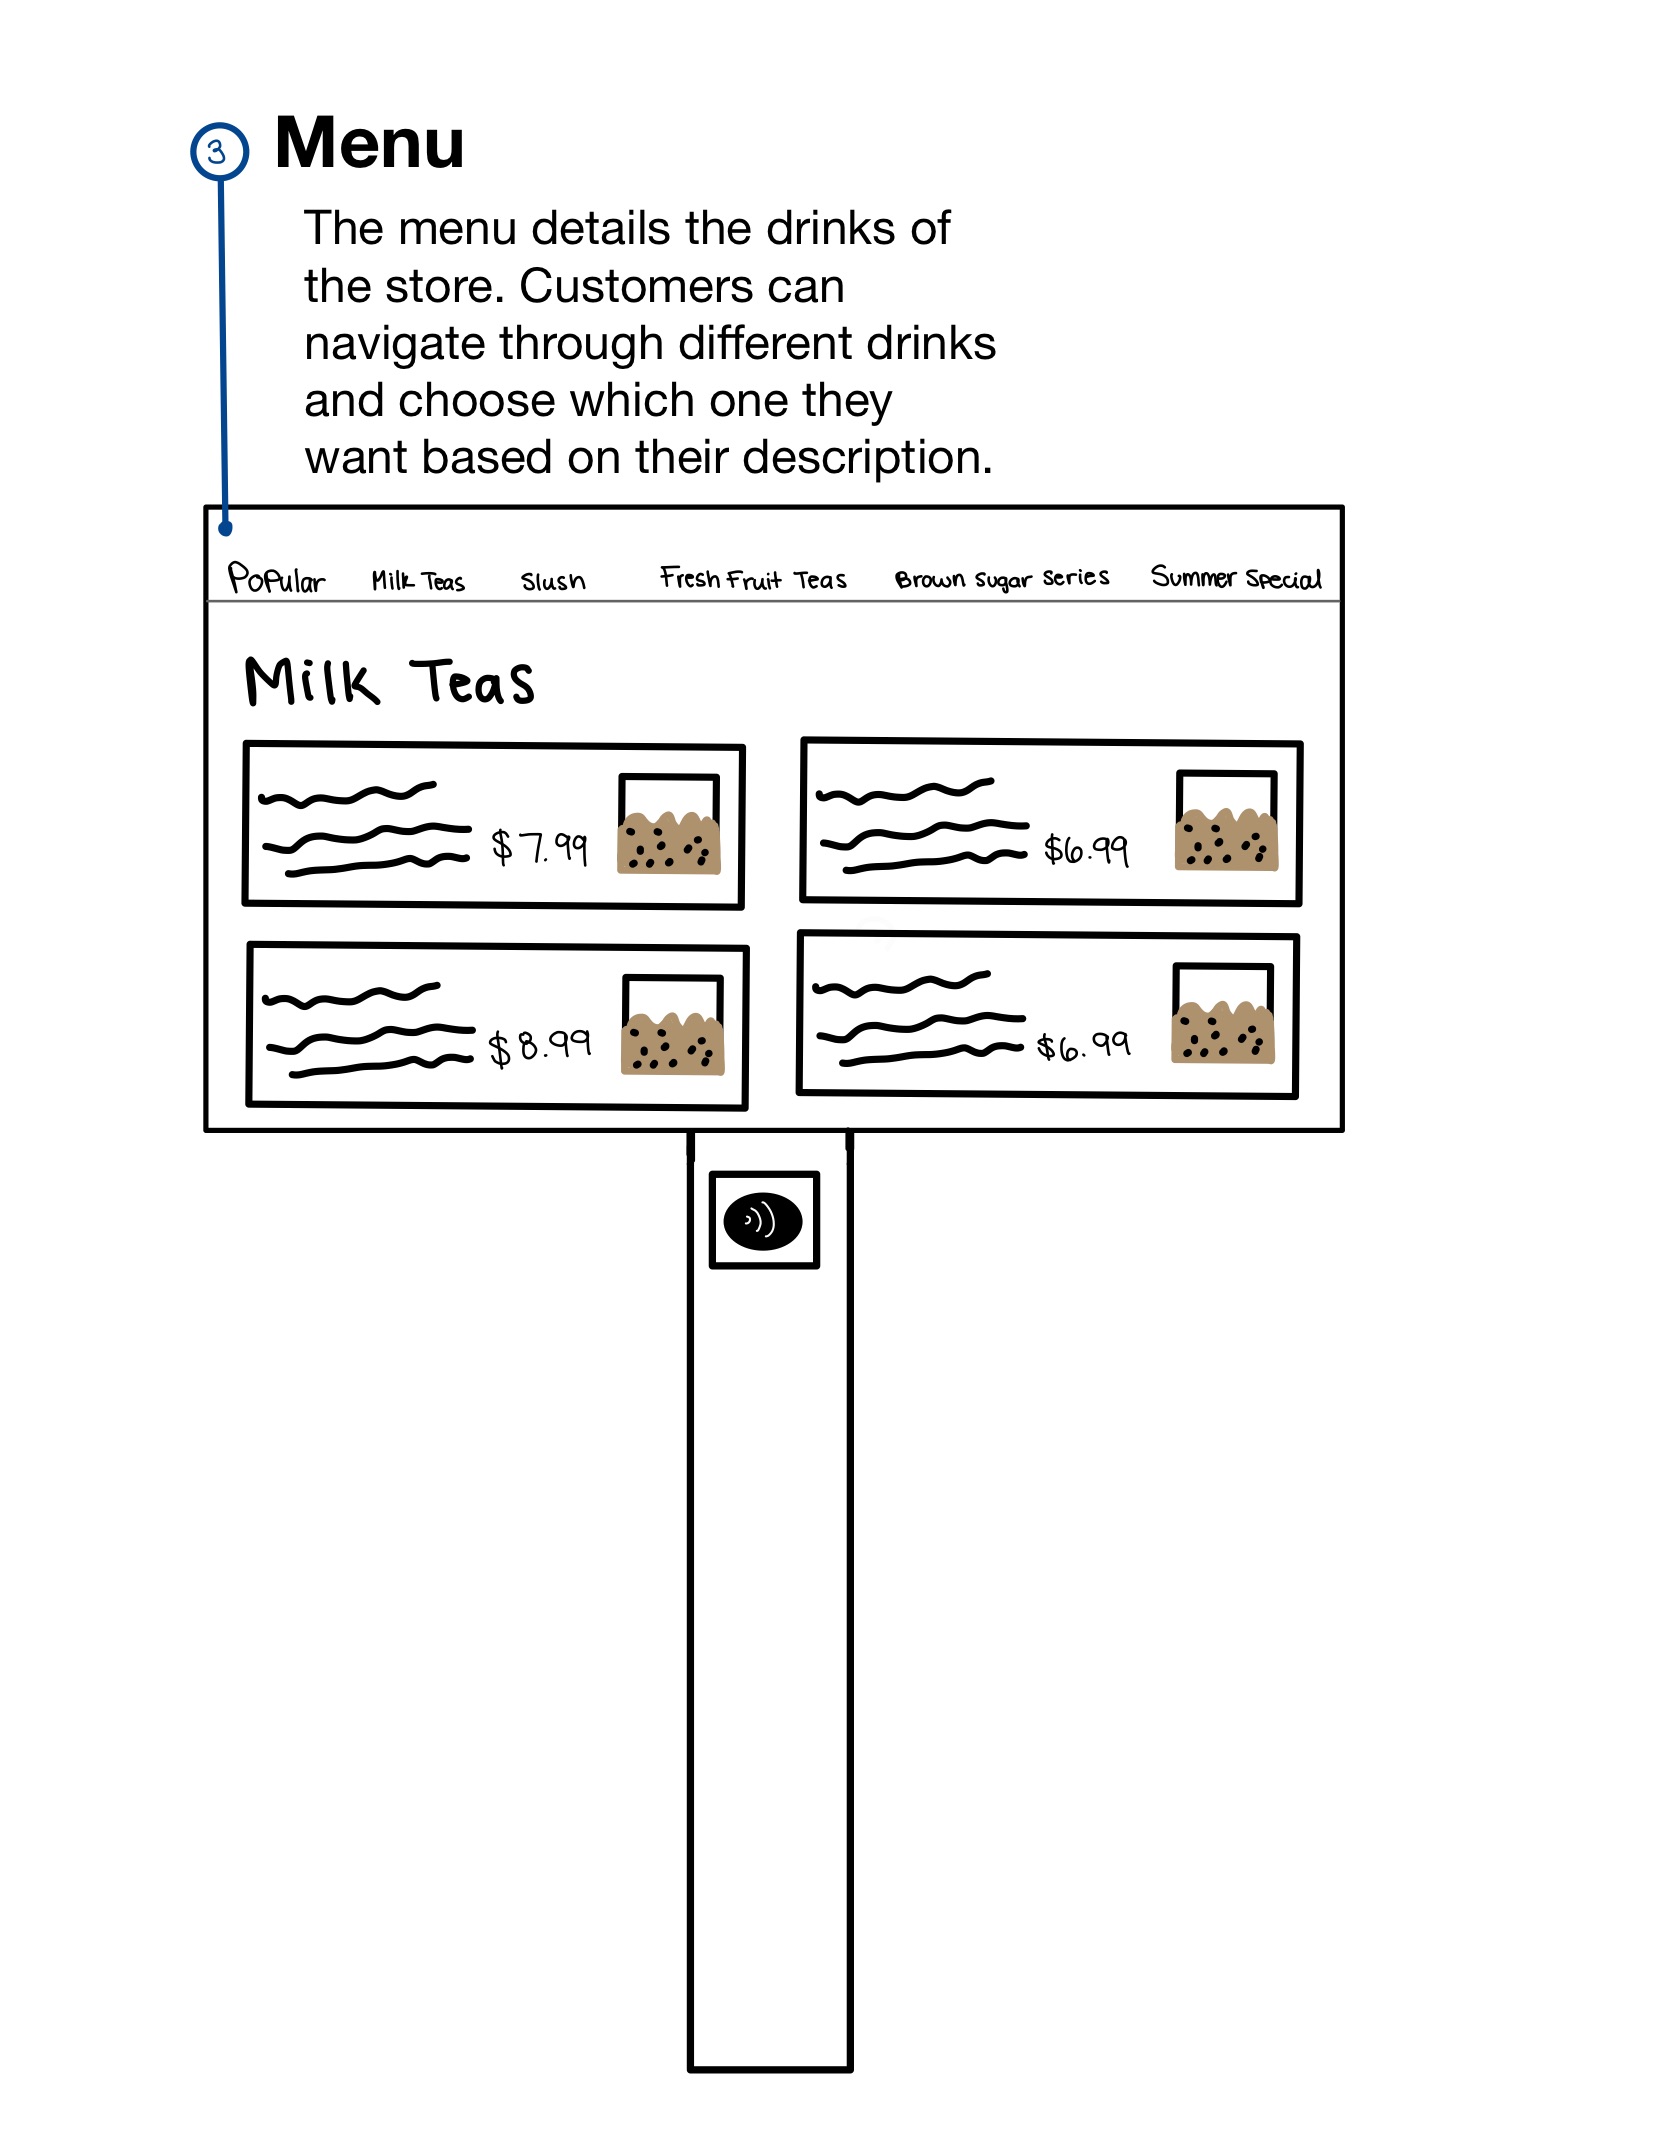 3 Menu
The menu details the drinks of
the store. Customers can
navigate through different drinks
and choose which one they
want based on their description.
Popular Milk Teas Slush Fresh Fruit Teas Brown Sugar Series Summer Special
Milk Teas
$7.99 $6.99
$8.99 $6.99